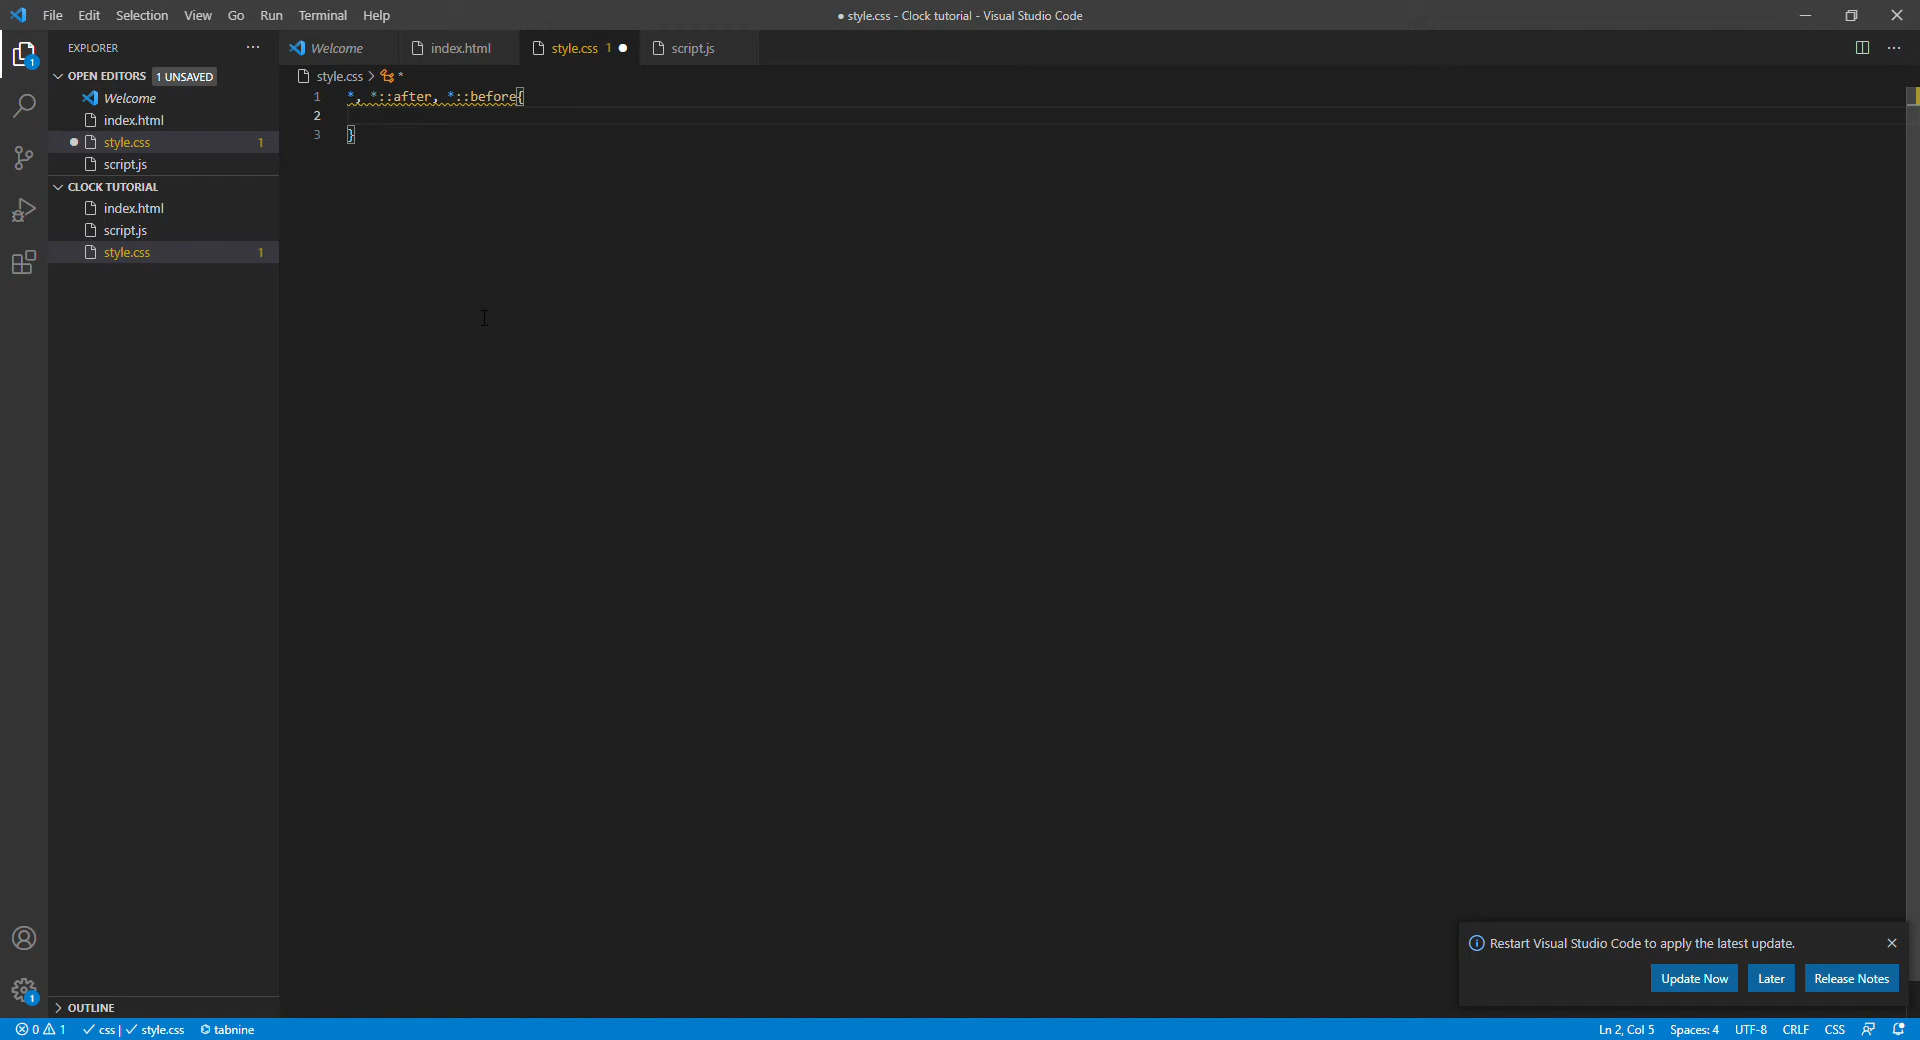 File Edit Selection View Go Run Terminal Help
● style.css - Clock tutorial - Visual Studio Code
EXPLORER
Welcome
index.html
style.css 1
script.js
OPEN EDITORS 1 UNSAVED
Welcome
index.html
style.css 1
script.js
CLOCK TUTORIAL
index.html
script.js
style.css 1
style.css > *
1 *, *::after, *::before{
2
3 }
1
1
OUTLINE
Restart Visual Studio Code to apply the latest update.
Update Now Later Release Notes
0 1 css | style.css tabnine
Ln 2, Col 5 Spaces: 4 UTF-8 CRLF CSS